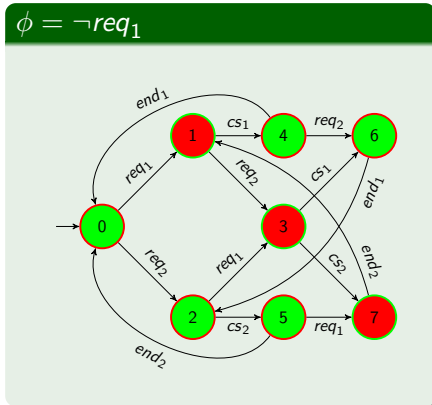 ϕ = ¬req₁
end₁
1
cs₁
4
req₂
6
req₁
req₂
cs₁
end₁
0
3
req₂
req₁
cs₂
end₂
2
cs₂
5
req₁
7
end₂